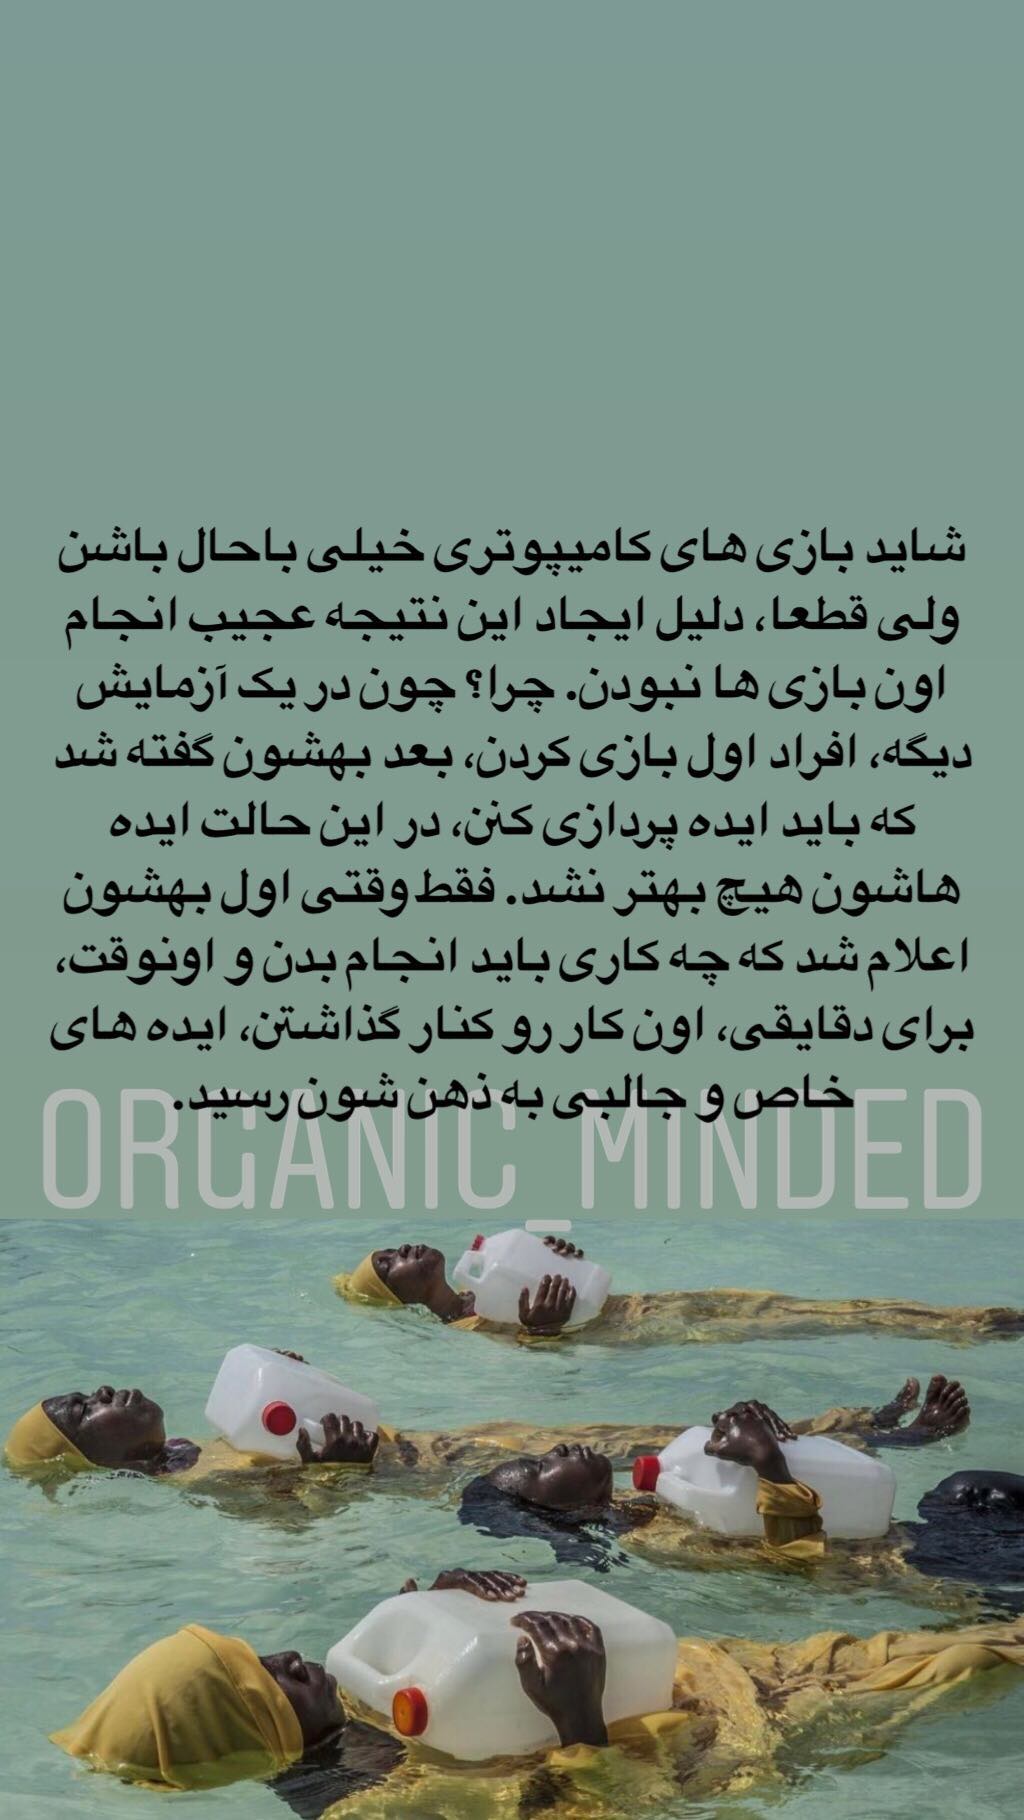 شاید بازی های کامپیوتری خیلی باحال باشن
ولی قطعا، دلیل ایجاد این نتیجه عجیب انجام
اون بازی ها نبودن. چرا؟ چون در یک آزمایش
دیگه، افراد اول بازی کردن، بعد بهشون گفته شد
که باید ایده پردازی کنن، در این حالت ایده
هاشون هیچ بهتر نشد. فقط وقتی اول بهشون
اعلام شد که چه کاری باید انجام بدن و اونوقت،
برای دقایقی، اون کار رو کنار گذاشتن، ایده های
خاص و جالبی به ذهن شون رسید.
ORGANIC_MINDED